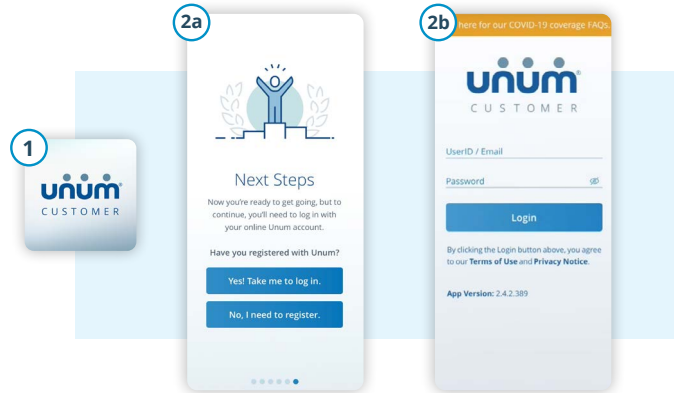 1
unum
CUSTOMER
2a
Next Steps
Now you're ready to get going, but to
continue, you'll need to log in with
your online Unum account.
Have you registered with Unum?
Yes! Take me to log in.
No, I need to register.
2b
here for our COVID-19 coverage FAQs.
unum®
CUSTOMER
UserID / Email
Password
Login
By clicking the Login button above, you agree
to our Terms of Use and Privacy Notice.
App Version: 2.4.2.389